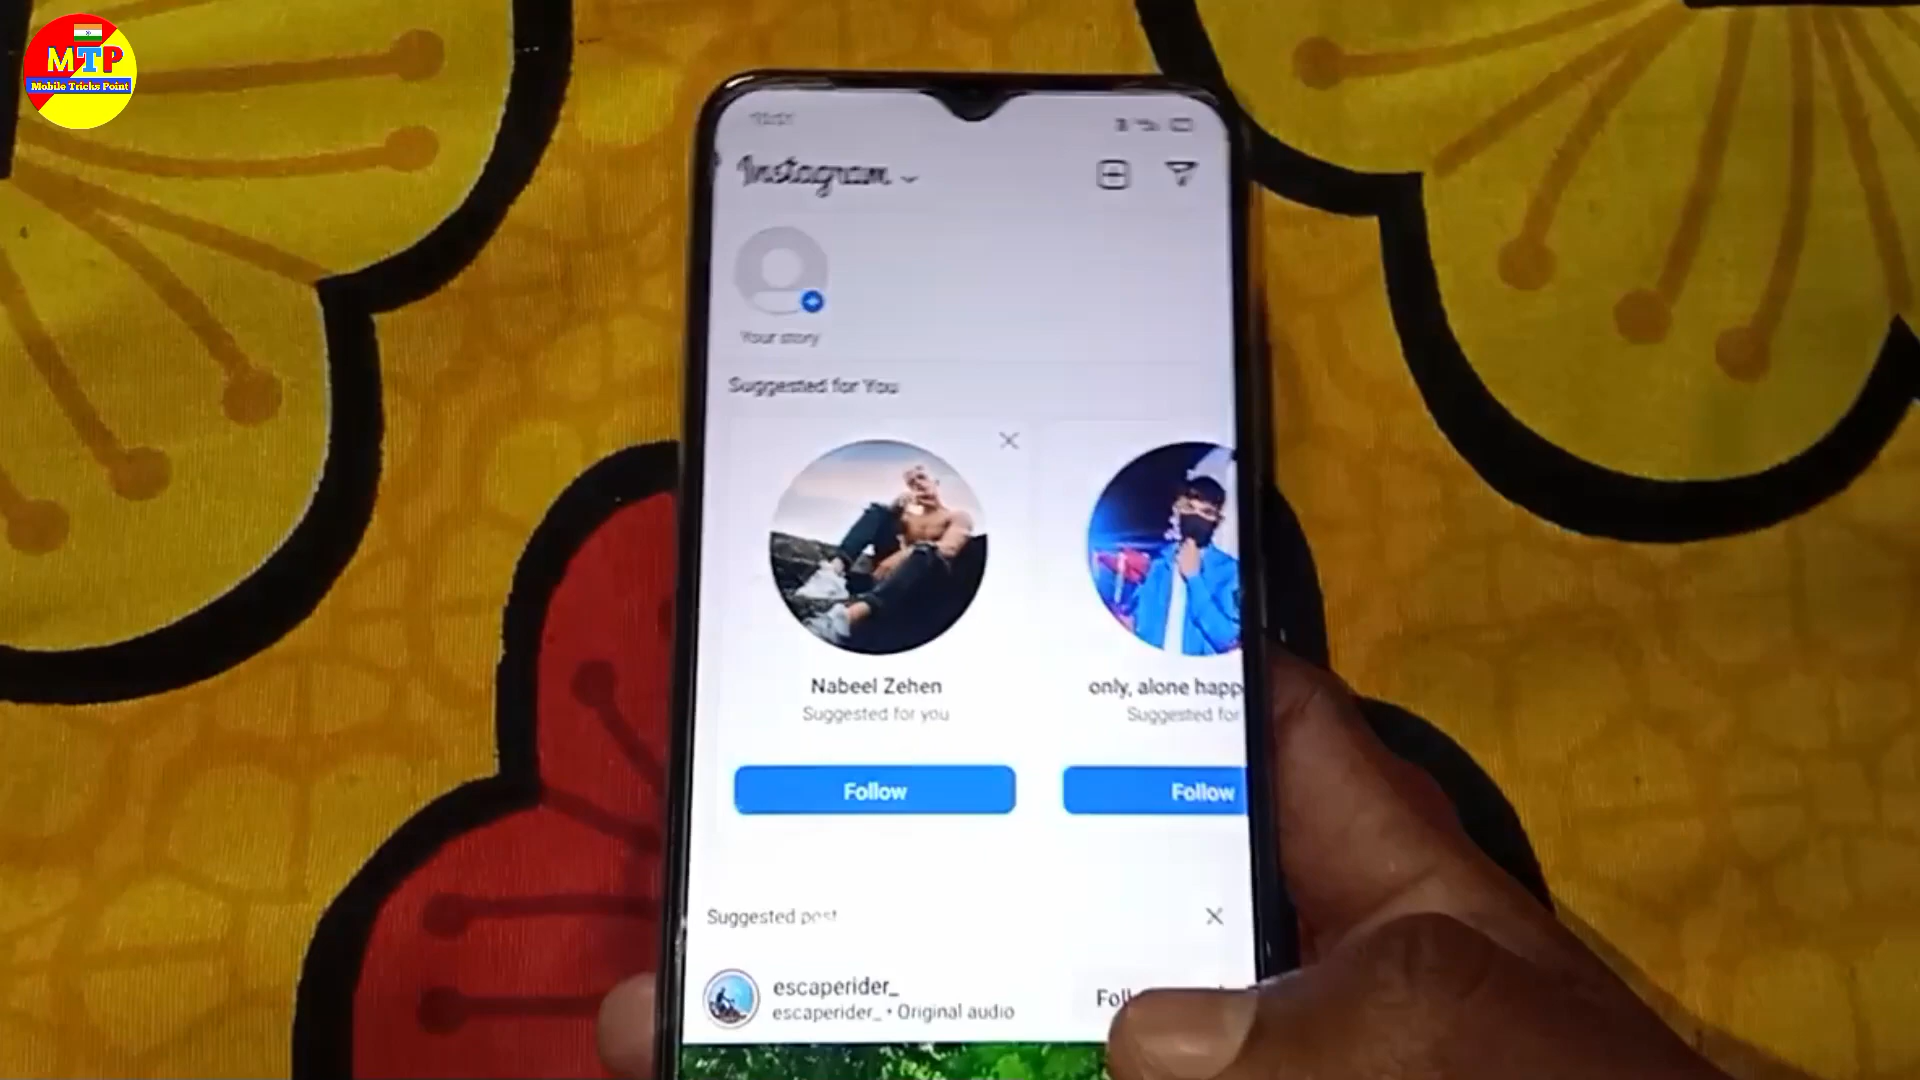 MTP
Mobile Tricks Point
Instagram
Your story
Suggested for You
Nabeel Zehen
Suggested for you
Follow
only, alone happ
Suggested for
Follow
Suggested post
escaperider_
escaperider_ • Original audio
Foll